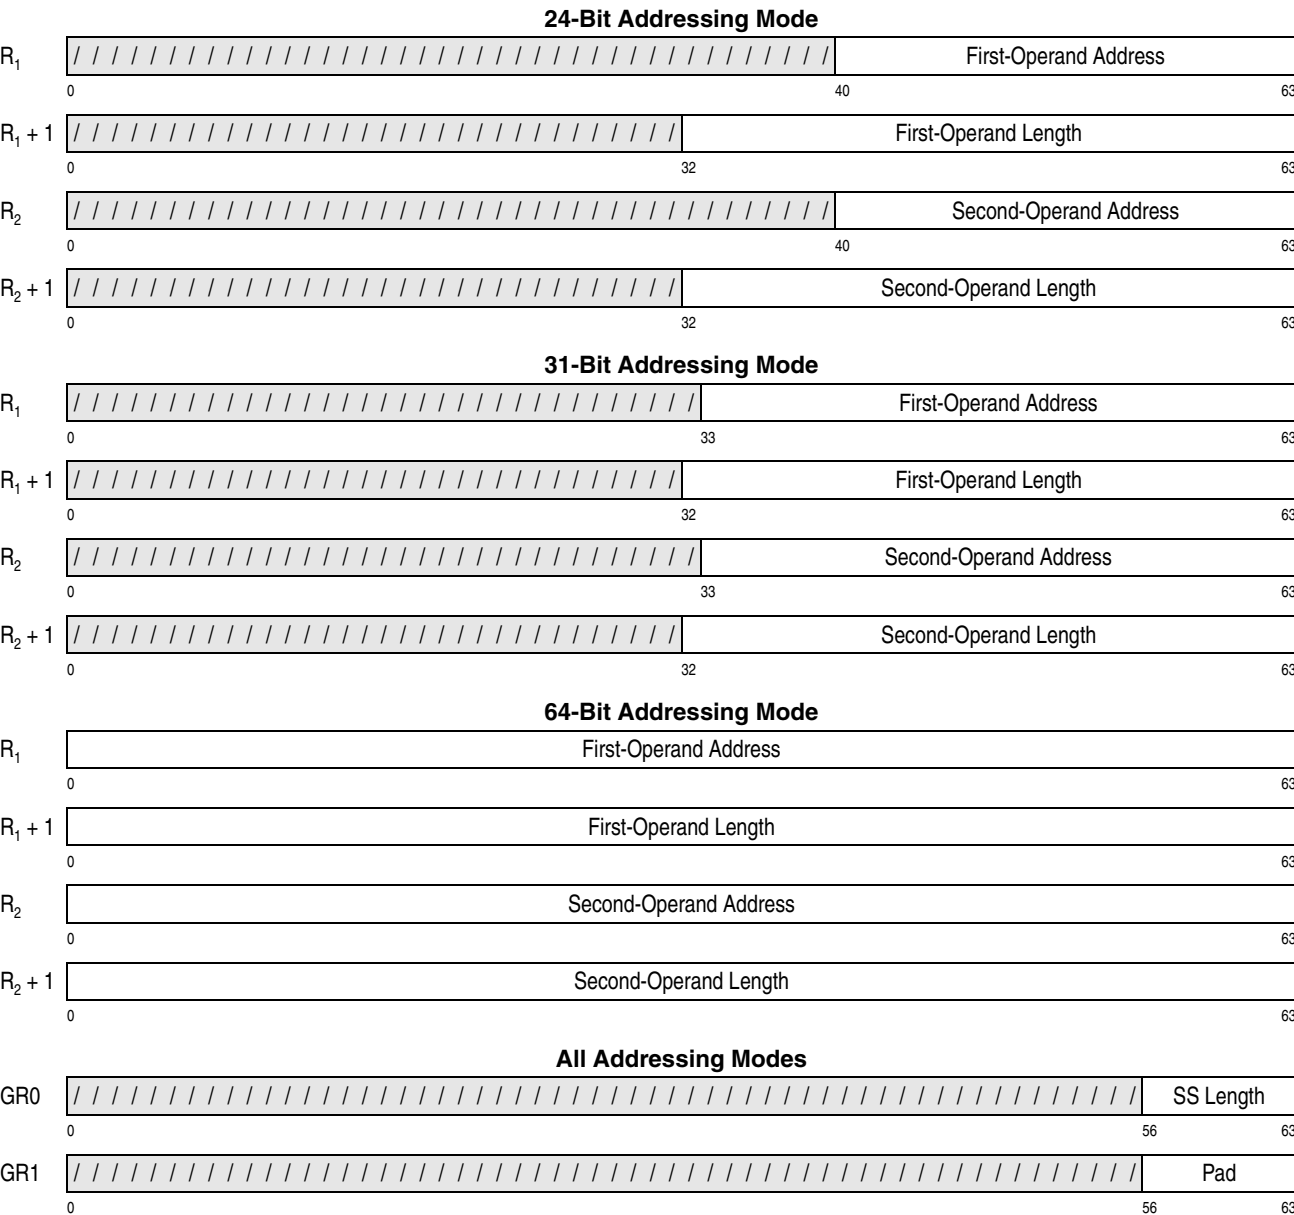 24-Bit Addressing Mode
R1 / / / / / / / / / / / / / / / / / / / / / / / / / / / / / / / / / / / / / / / / First-Operand Address
0 40 63
R1 + 1 / / / / / / / / / / / / / / / / / / / / / / / / / / / / / / / / First-Operand Length
0 32 63
R2 / / / / / / / / / / / / / / / / / / / / / / / / / / / / / / / / / / / / / / / / Second-Operand Address
0 40 63
R2 + 1 / / / / / / / / / / / / / / / / / / / / / / / / / / / / / / / / Second-Operand Length
0 32 63
31-Bit Addressing Mode
R1 / / / / / / / / / / / / / / / / / / / / / / / / / / / / / / / / / First-Operand Address
0 33 63
R1 + 1 / / / / / / / / / / / / / / / / / / / / / / / / / / / / / / / / First-Operand Length
0 32 63
R2 / / / / / / / / / / / / / / / / / / / / / / / / / / / / / / / / / Second-Operand Address
0 33 63
R2 + 1 / / / / / / / / / / / / / / / / / / / / / / / / / / / / / / / / Second-Operand Length
0 32 63
64-Bit Addressing Mode
R1 First-Operand Address
0 63
R1 + 1 First-Operand Length
0 63
R2 Second-Operand Address
0 63
R2 + 1 Second-Operand Length
0 63
All Addressing Modes
GR0 / / / / / / / / / / / / / / / / / / / / / / / / / / / / / / / / / / / / / / / / / / / / / / / / / / / / / / / / SS Length
0 56 63
GR1 / / / / / / / / / / / / / / / / / / / / / / / / / / / / / / / / / / / / / / / / / / / / / / / / / / / / / / / / Pad
0 56 63